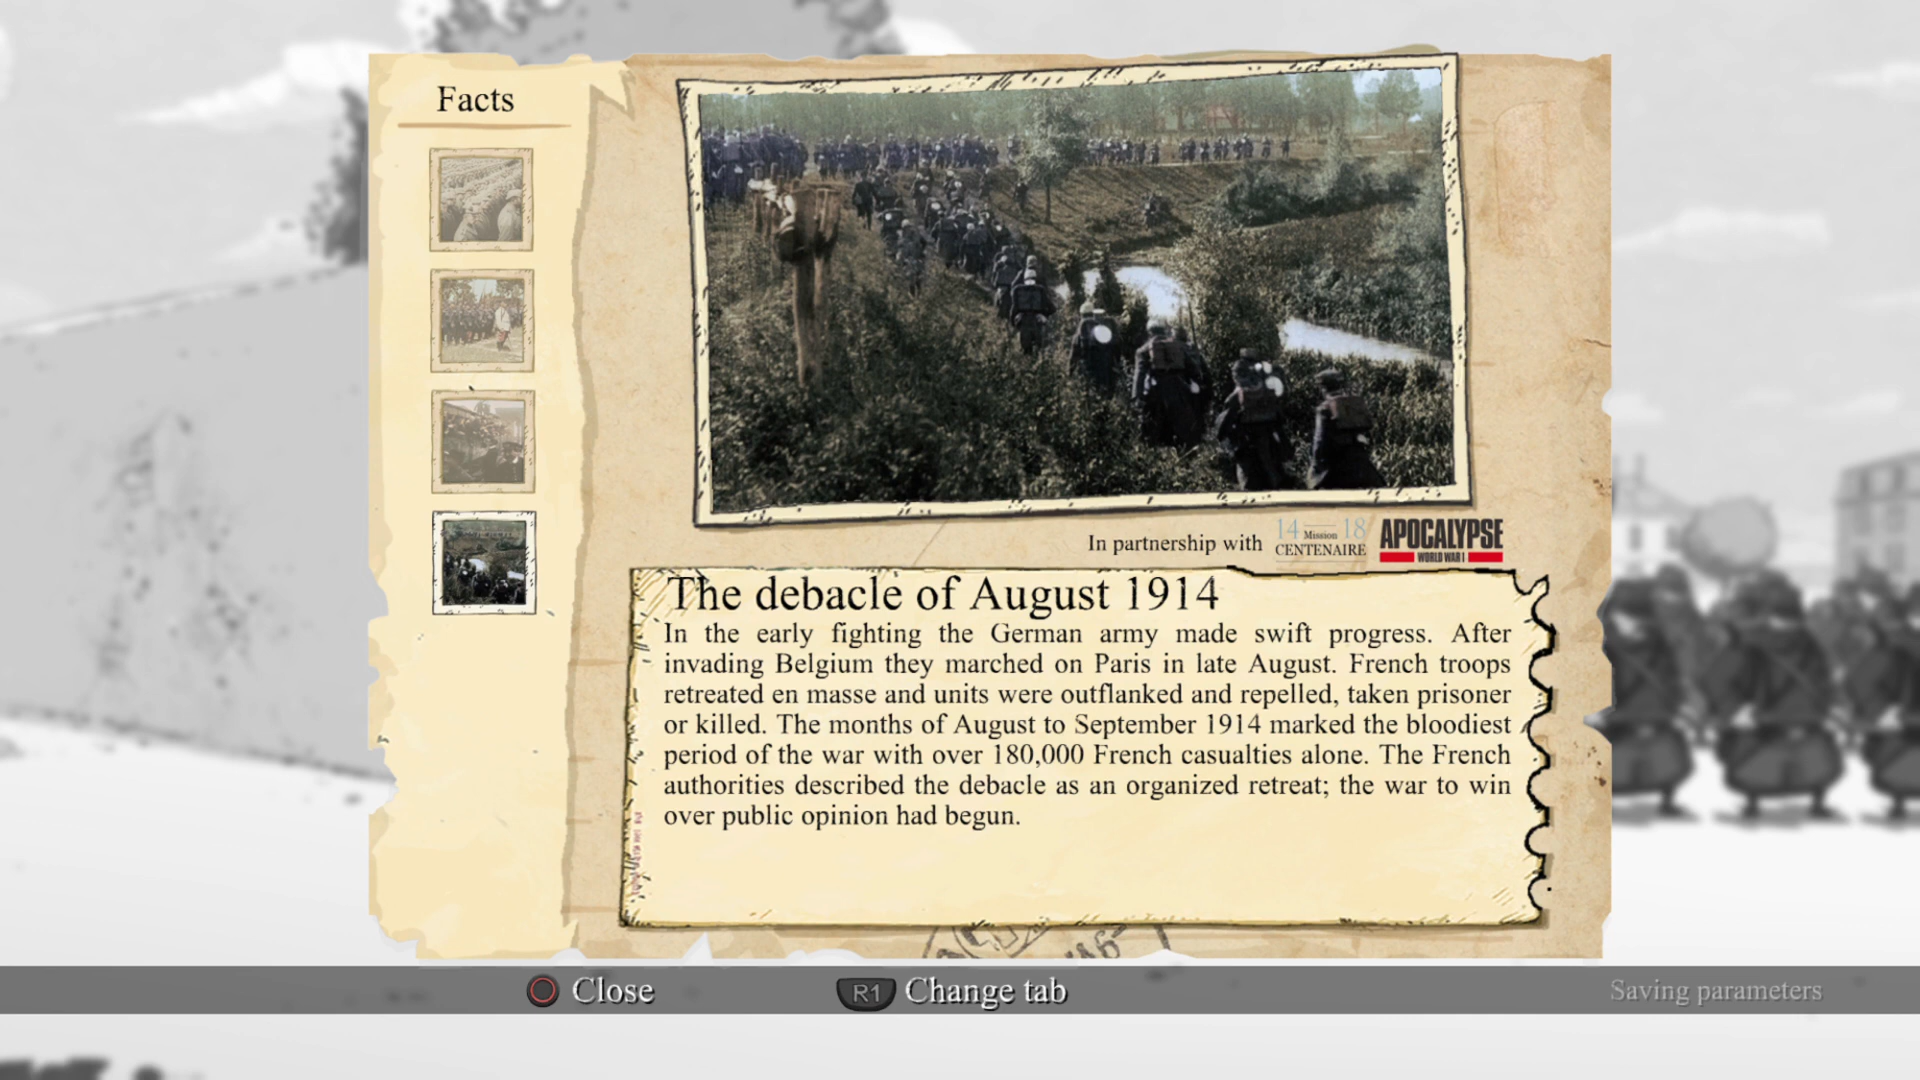 Facts
In partnership with
14 Mission 18
CENTENAIRE
APOCALYPSE
WORLD WAR I
The debacle of August 1914
In the early fighting the German army made swift progress. After
invading Belgium they marched on Paris in late August. French troops
retreated en masse and units were outflanked and repelled, taken prisoner
or killed. The months of August to September 1914 marked the bloodiest
period of the war with over 180,000 French casualties alone. The French
authorities described the debacle as an organized retreat; the war to win
over public opinion had begun.
Close
R1 Change tab
Saving parameters